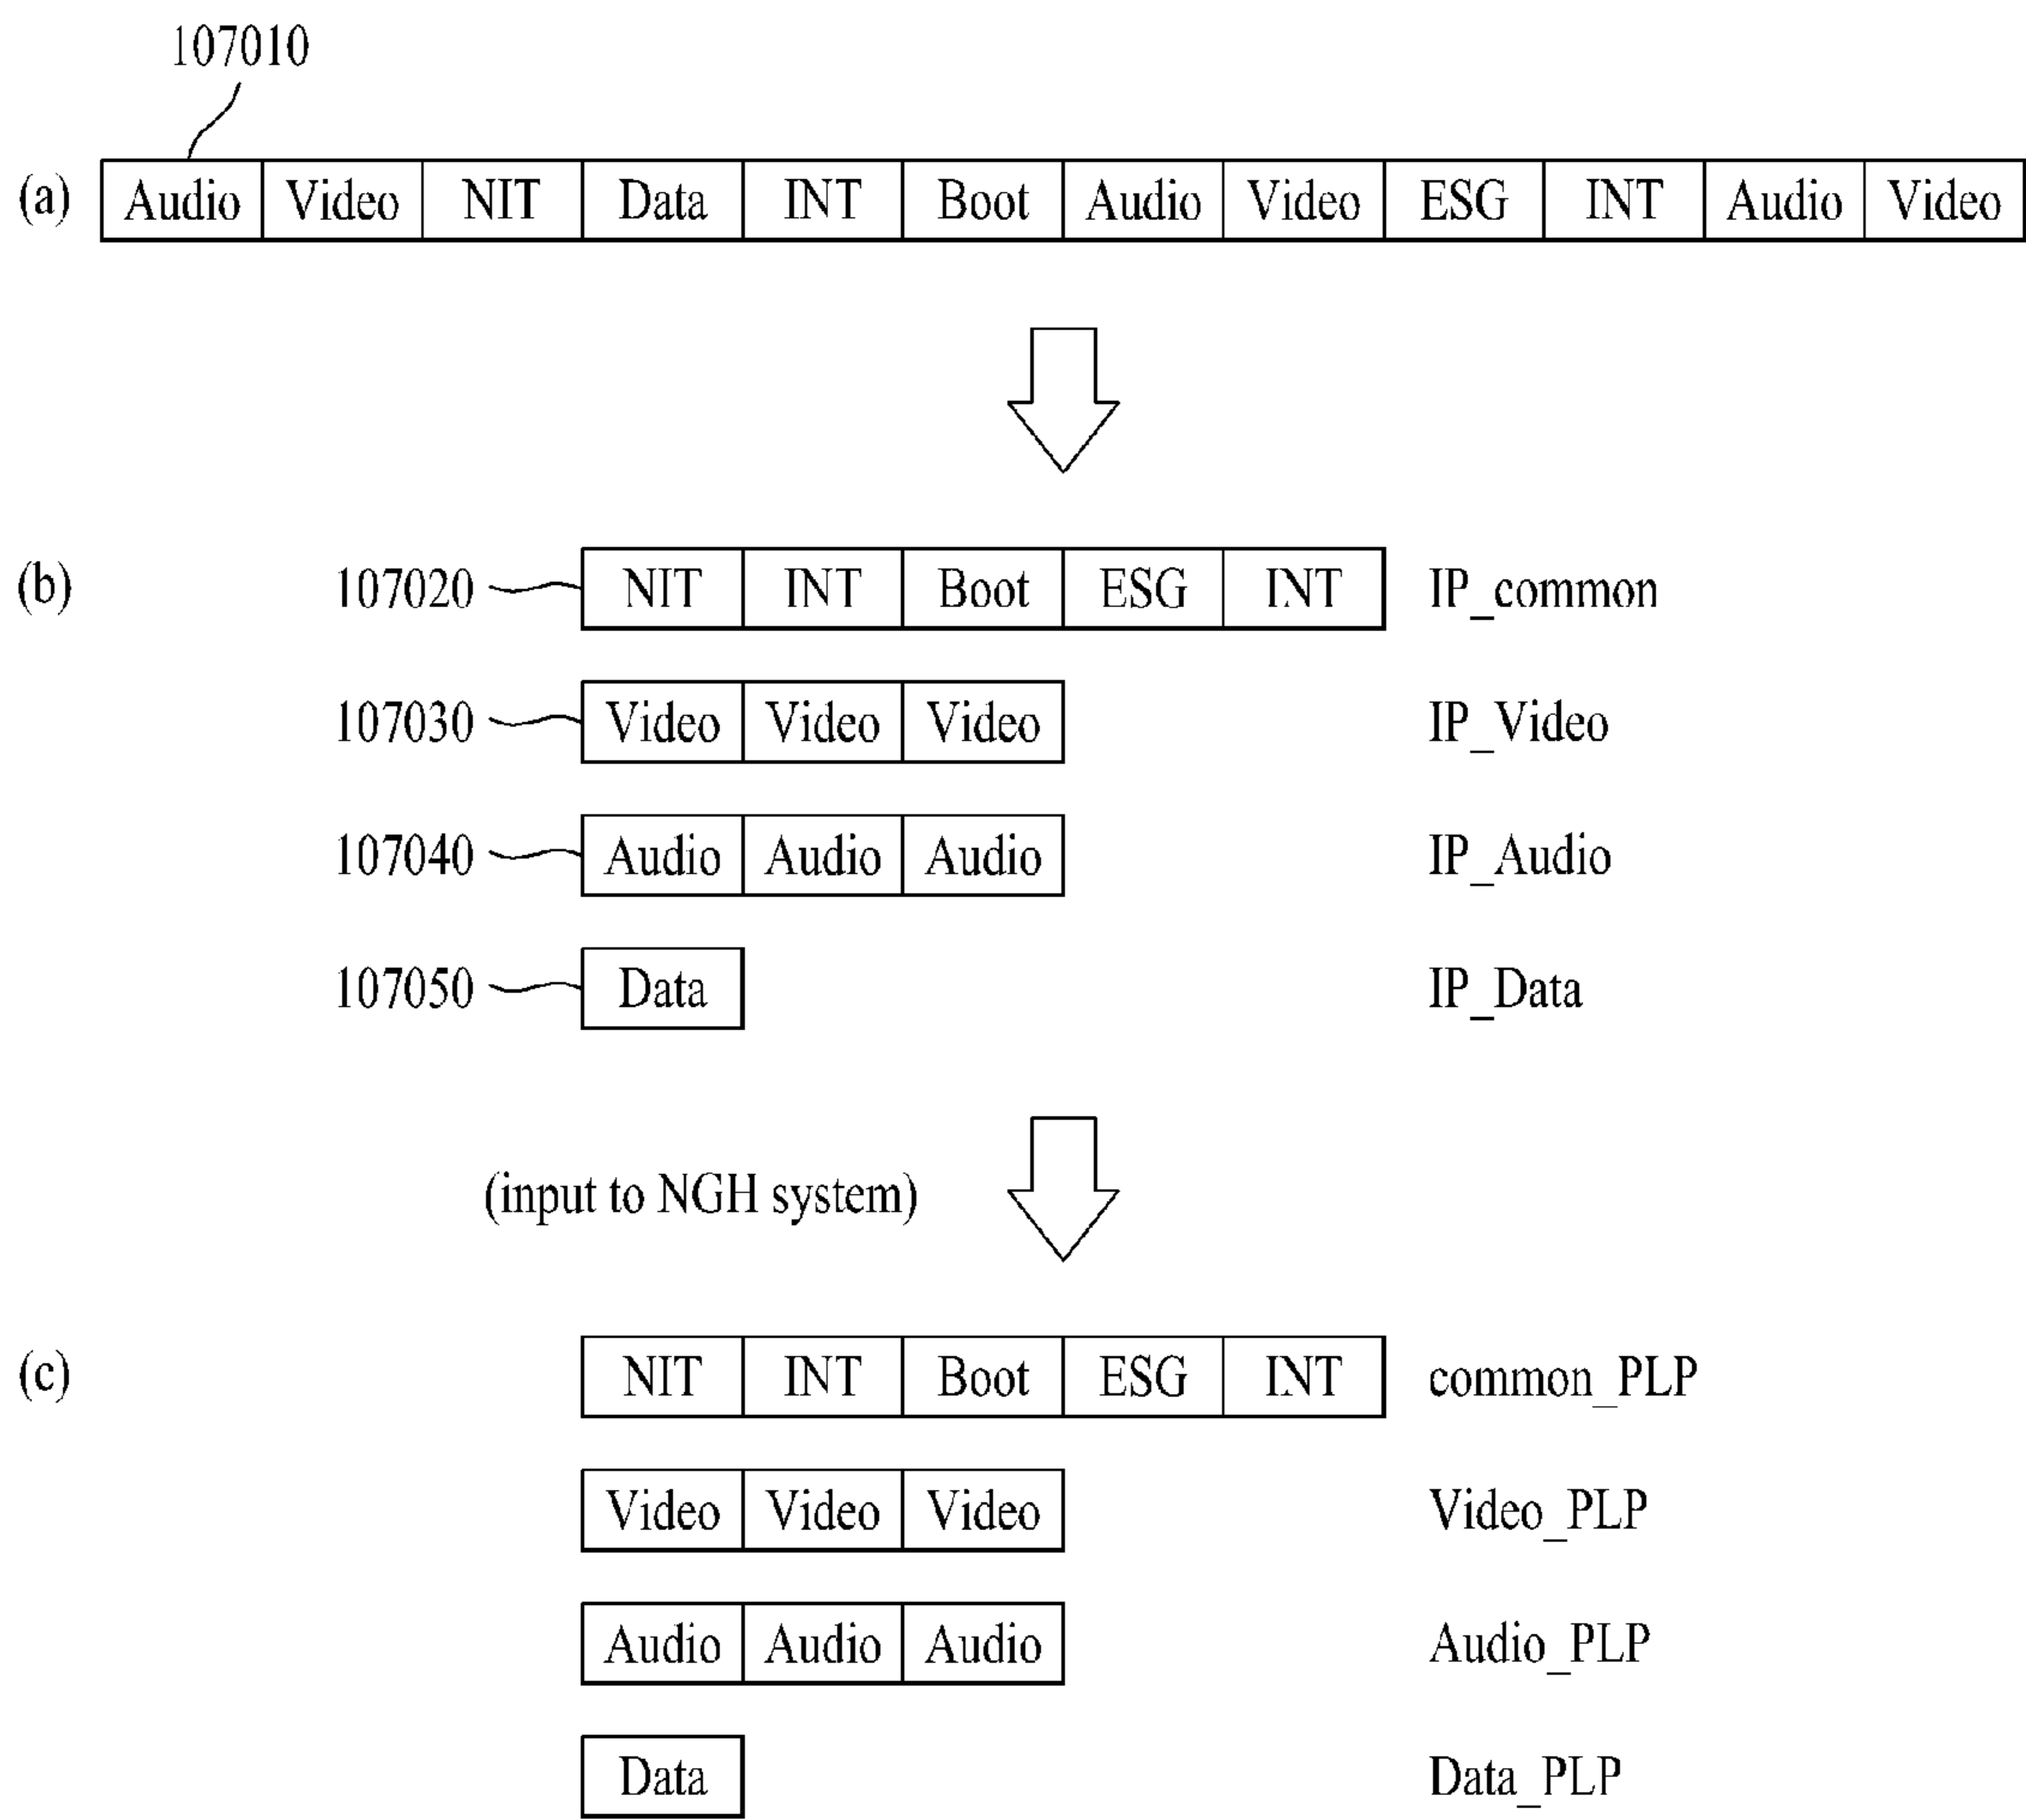 107010
(a) Audio Video NIT Data INT Boot Audio Video ESG INT Audio Video
(b) 107020 NIT INT Boot ESG INT IP_common
107030 Video Video Video IP_Video
107040 Audio Audio Audio IP_Audio
107050 Data IP_Data
(input to NGH system)
(c) NIT INT Boot ESG INT common_PLP
Video Video Video Video_PLP
Audio Audio Audio Audio_PLP
Data Data_PLP